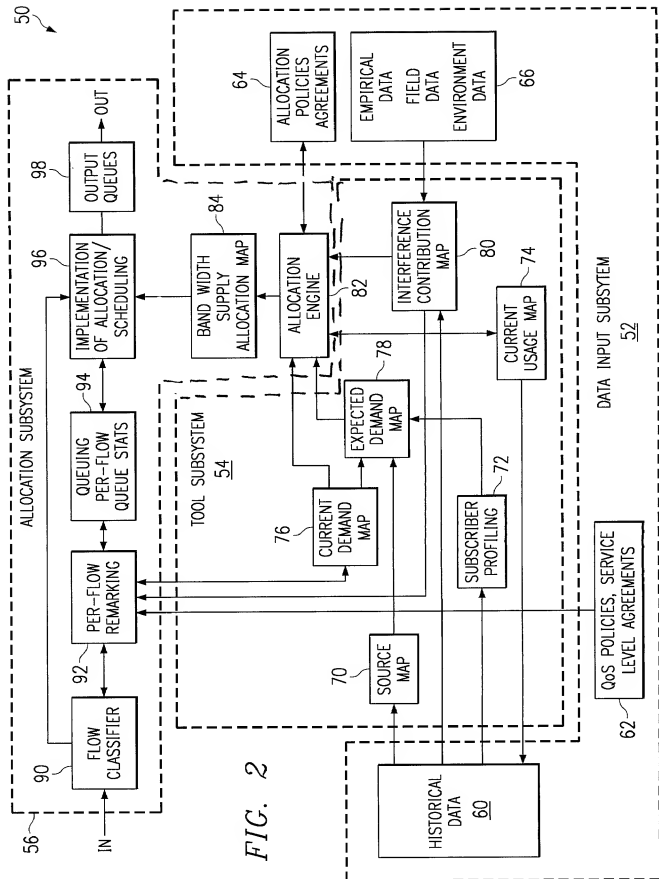 50
ALLOCATION SUBSYSTEM
56
IN
90
FLOW
CLASSIFIER
92
PER-FLOW
REMARKING
94
QUEUING
PER-FLOW
QUEUE STATS
96
IMPLEMENTATION
OF ALLOCATION/
SCHEDULING
98
OUTPUT
QUEUES
OUT
TOOL SUBSYSTEM
54
84
BAND WIDTH
SUPPLY
ALLOCATION MAP
64
ALLOCATION
POLICIES
AGREEMENTS
82
ALLOCATION
ENGINE
66
EMPIRICAL
DATA
FIELD
DATA
ENVIRONMENT
DATA
76
CURRENT
DEMAND
MAP
78
EXPECTED
DEMAND
MAP
80
INTERFERENCE
CONTRIBUTION
MAP
70
SOURCE
MAP
72
SUBSCRIBER
PROFILING
74
CURRENT
USAGE MAP
FIG. 2
HISTORICAL
DATA
60
62
QoS POLICIES, SERVICE
LEVEL AGREEMENTS
DATA INPUT SUBSYTEM
52